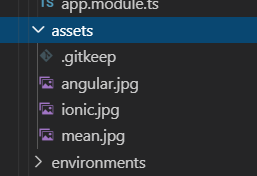 app.module.ts
assets
.gitkeep
angular.jpg
ionic.jpg
mean.jpg
environments